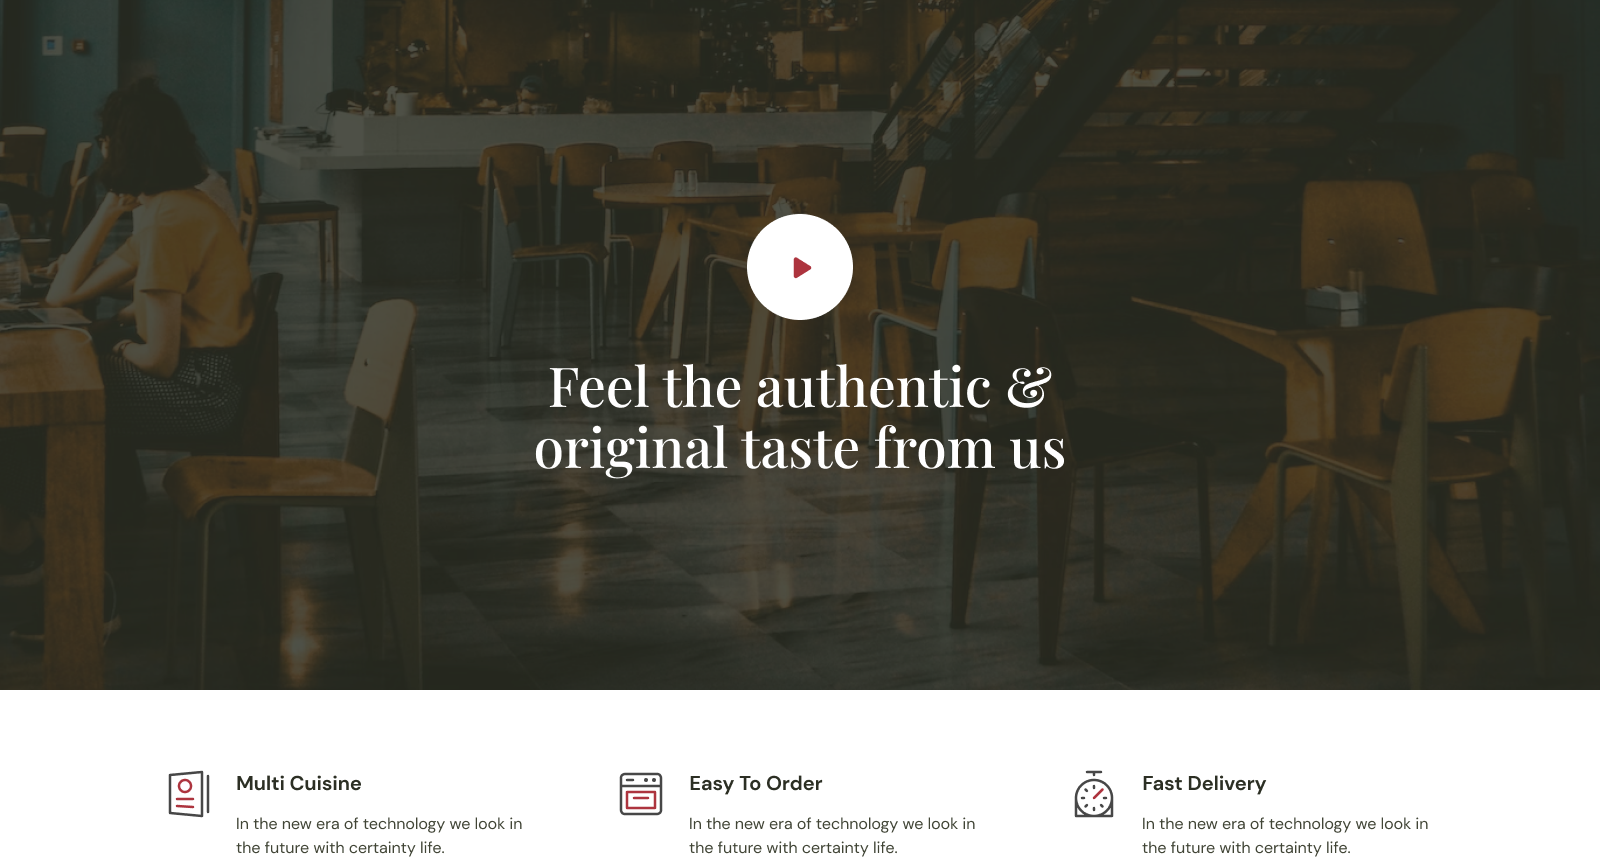 Feel the authentic &
original taste from us
Multi Cuisine
In the new era of technology we look in
the future with certainty life.
Easy To Order
In the new era of technology we look in
the future with certainty life.
Fast Delivery
In the new era of technology we look in
the future with certainty life.